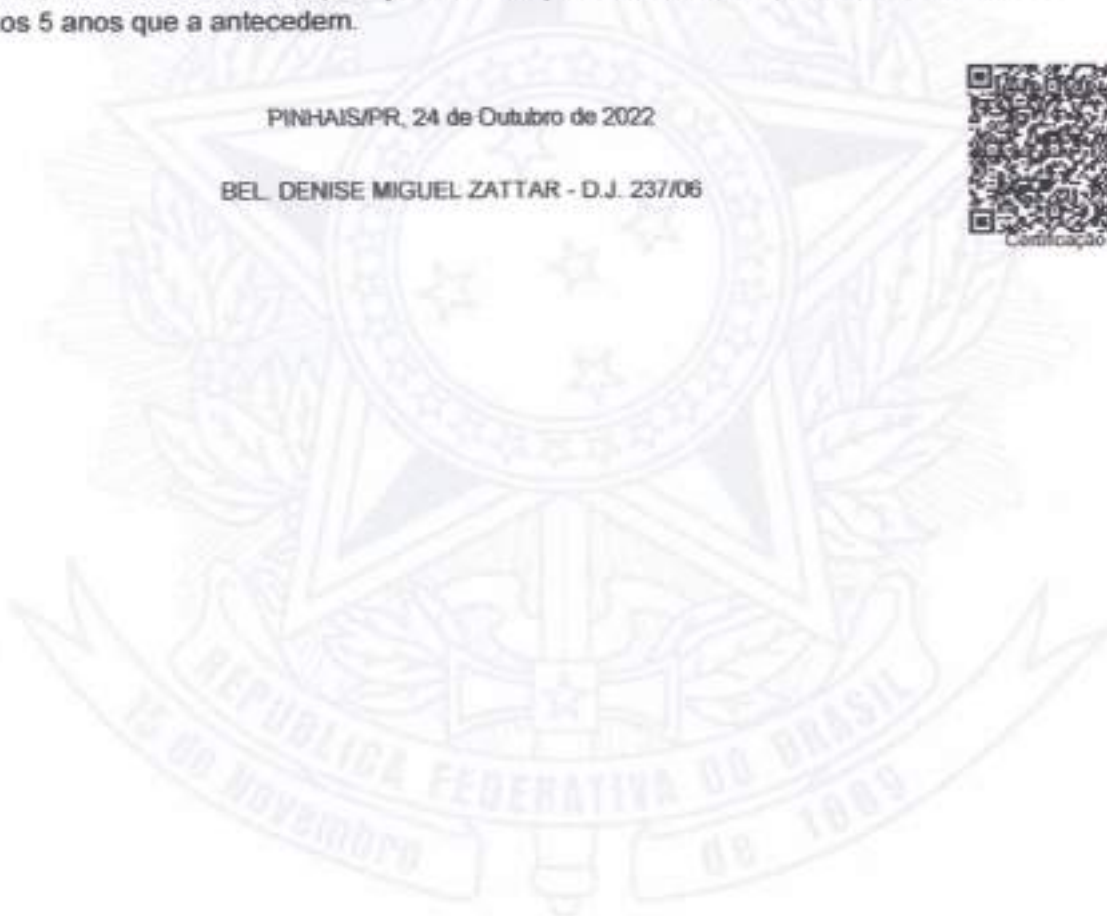 os 5 anos que a antecedem.
PINHAIS/PR, 24 de Outubro de 2022
BEL. DENISE MIGUEL ZATTAR - D.J. 237/06
Certificação
REPUBLICA FEDERATIVA DO BRASIL
15 de Novembro de 1889